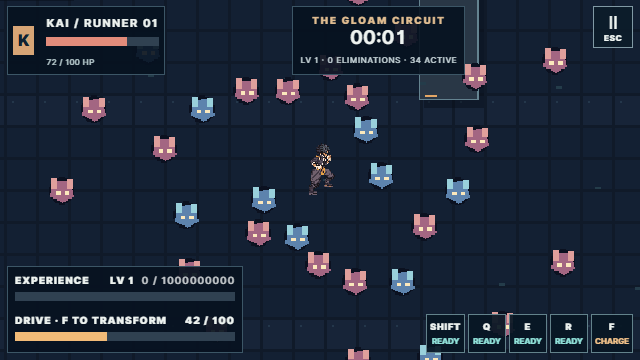 K
KAI / RUNNER 01
72 / 100 HP
THE GLOAM CIRCUIT
00:01
LV 1 · 0 ELIMINATIONS · 34 ACTIVE
II
ESC
EXPERIENCE LV 1 0 / 1000000000
DRIVE · F TO TRANSFORM 42 / 100
SHIFT Q E R F
READY READY READY READY CHARGE